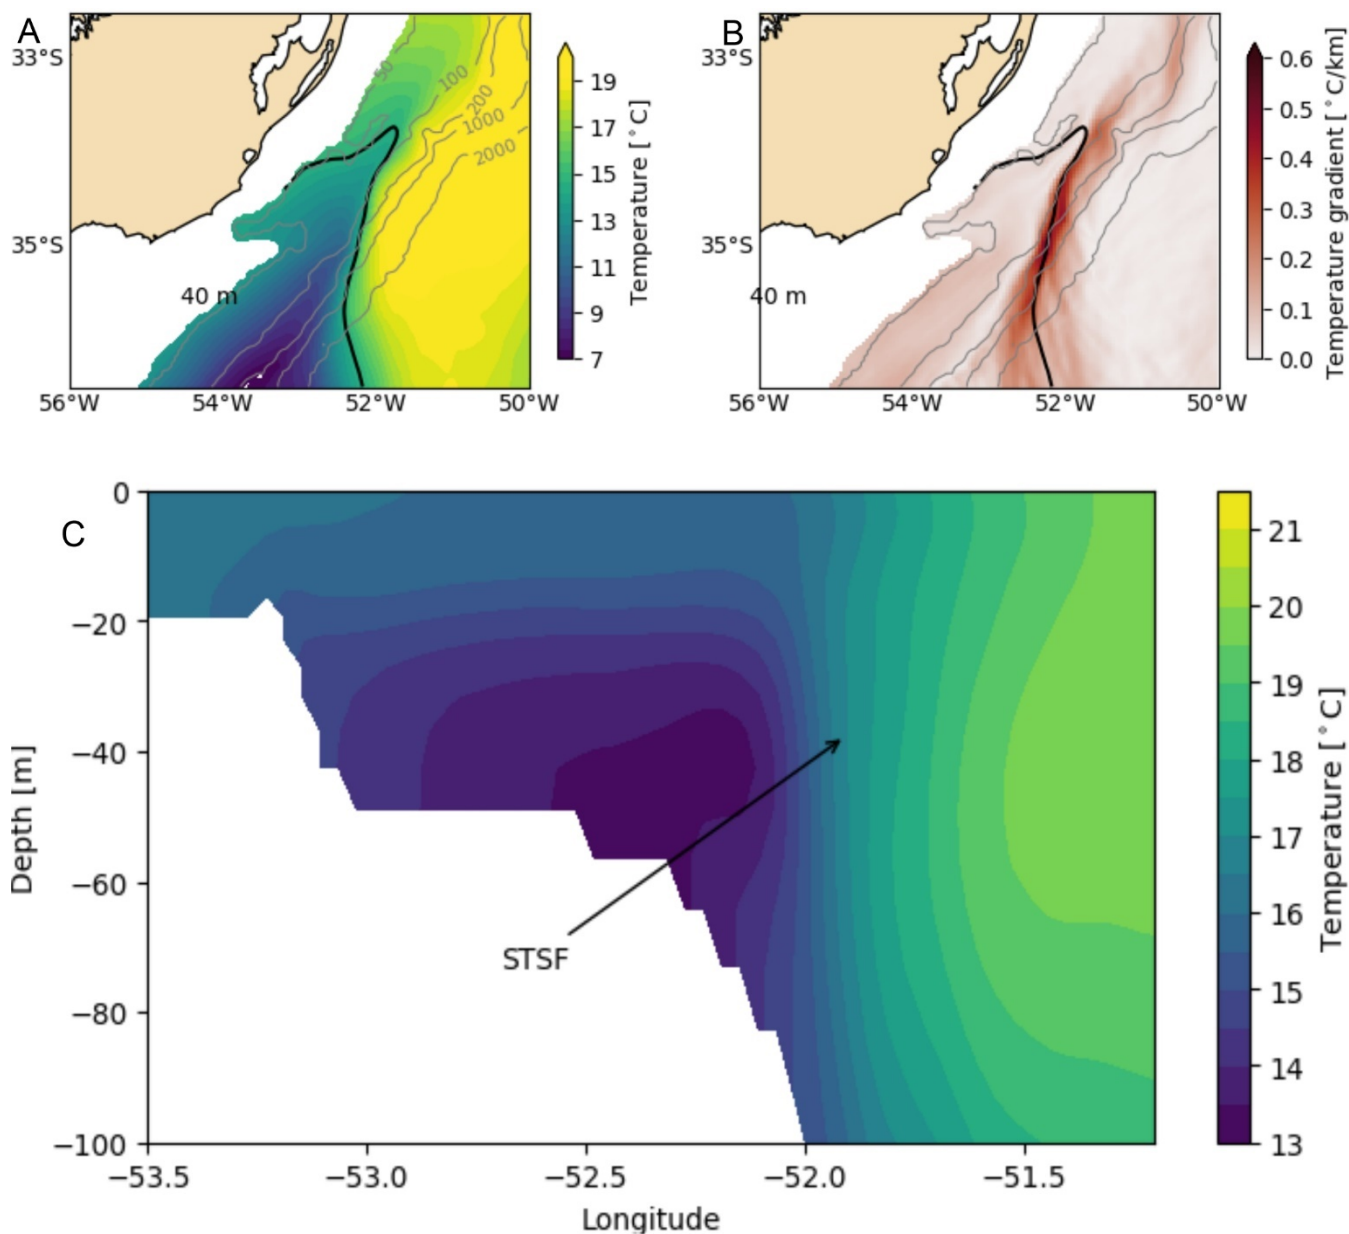 A
33°S
35°S
50
100
200
1000
2000
40 m
56°W
54°W
52°W
50°W
19
17
15
13
11
9
7
Temperature [°C]
B
33°S
35°S
40 m
56°W
54°W
52°W
50°W
0.6
0.5
0.4
0.3
0.2
0.1
0.0
Temperature gradient [°C/km]
C
0
−20
−40
−60
−80
−100
Depth [m]
STSF
−53.5
−53.0
−52.5
−52.0
−51.5
Longitude
21
20
19
18
17
16
15
14
13
Temperature [°C]